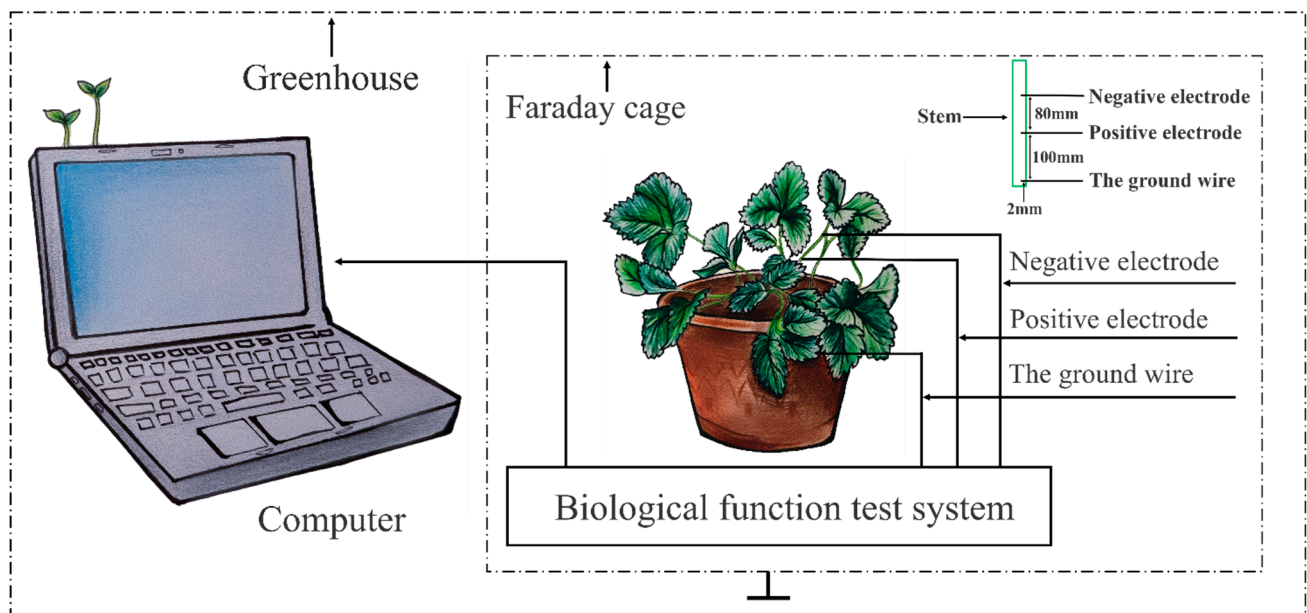 Greenhouse
Faraday cage
Stem
Negative electrode
80mm
Positive electrode
100mm
The ground wire
2mm
Negative electrode
Positive electrode
The ground wire
Computer
Biological function test system